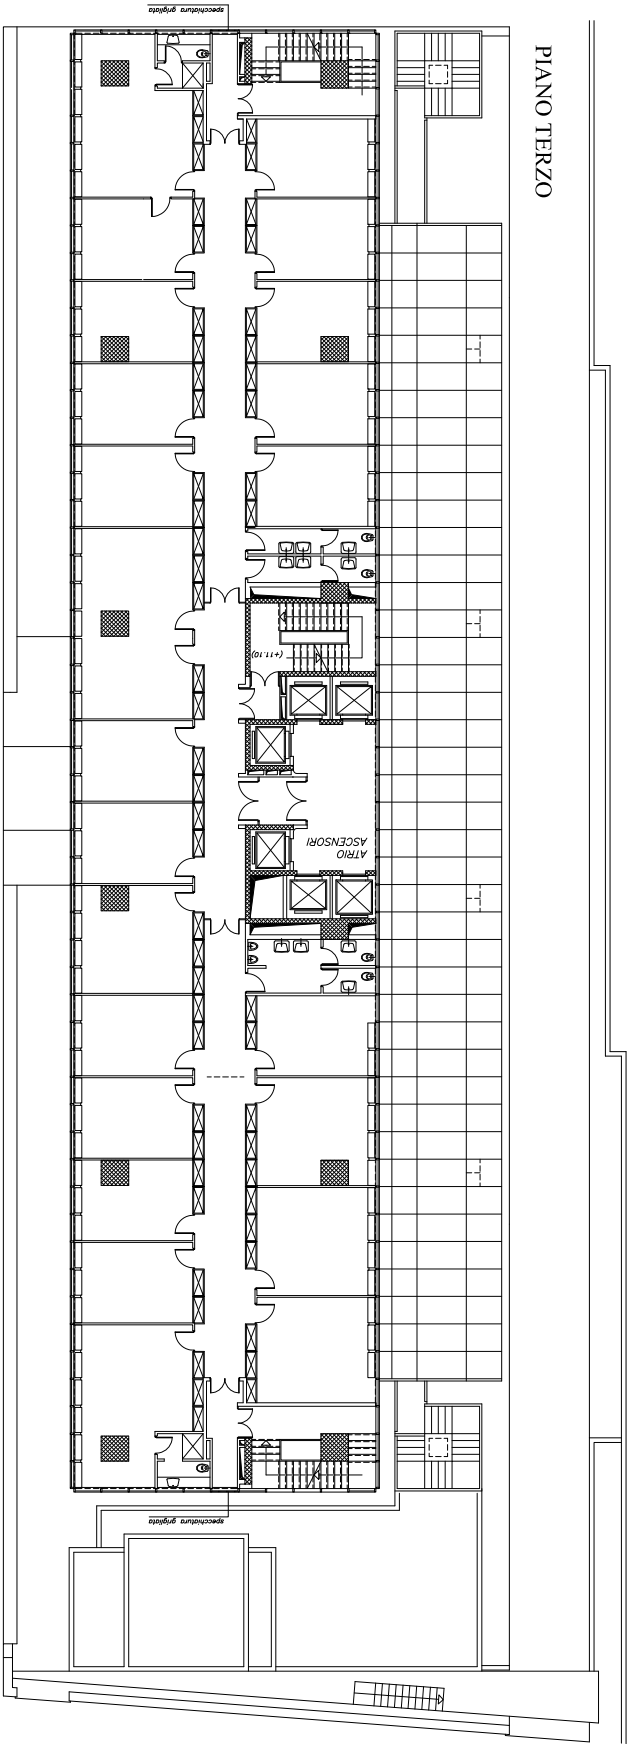 specchiatura grigliata
PIANO TERZO
(+11.10)
ATRIO
ASCENSORI
specchiatura grigliata